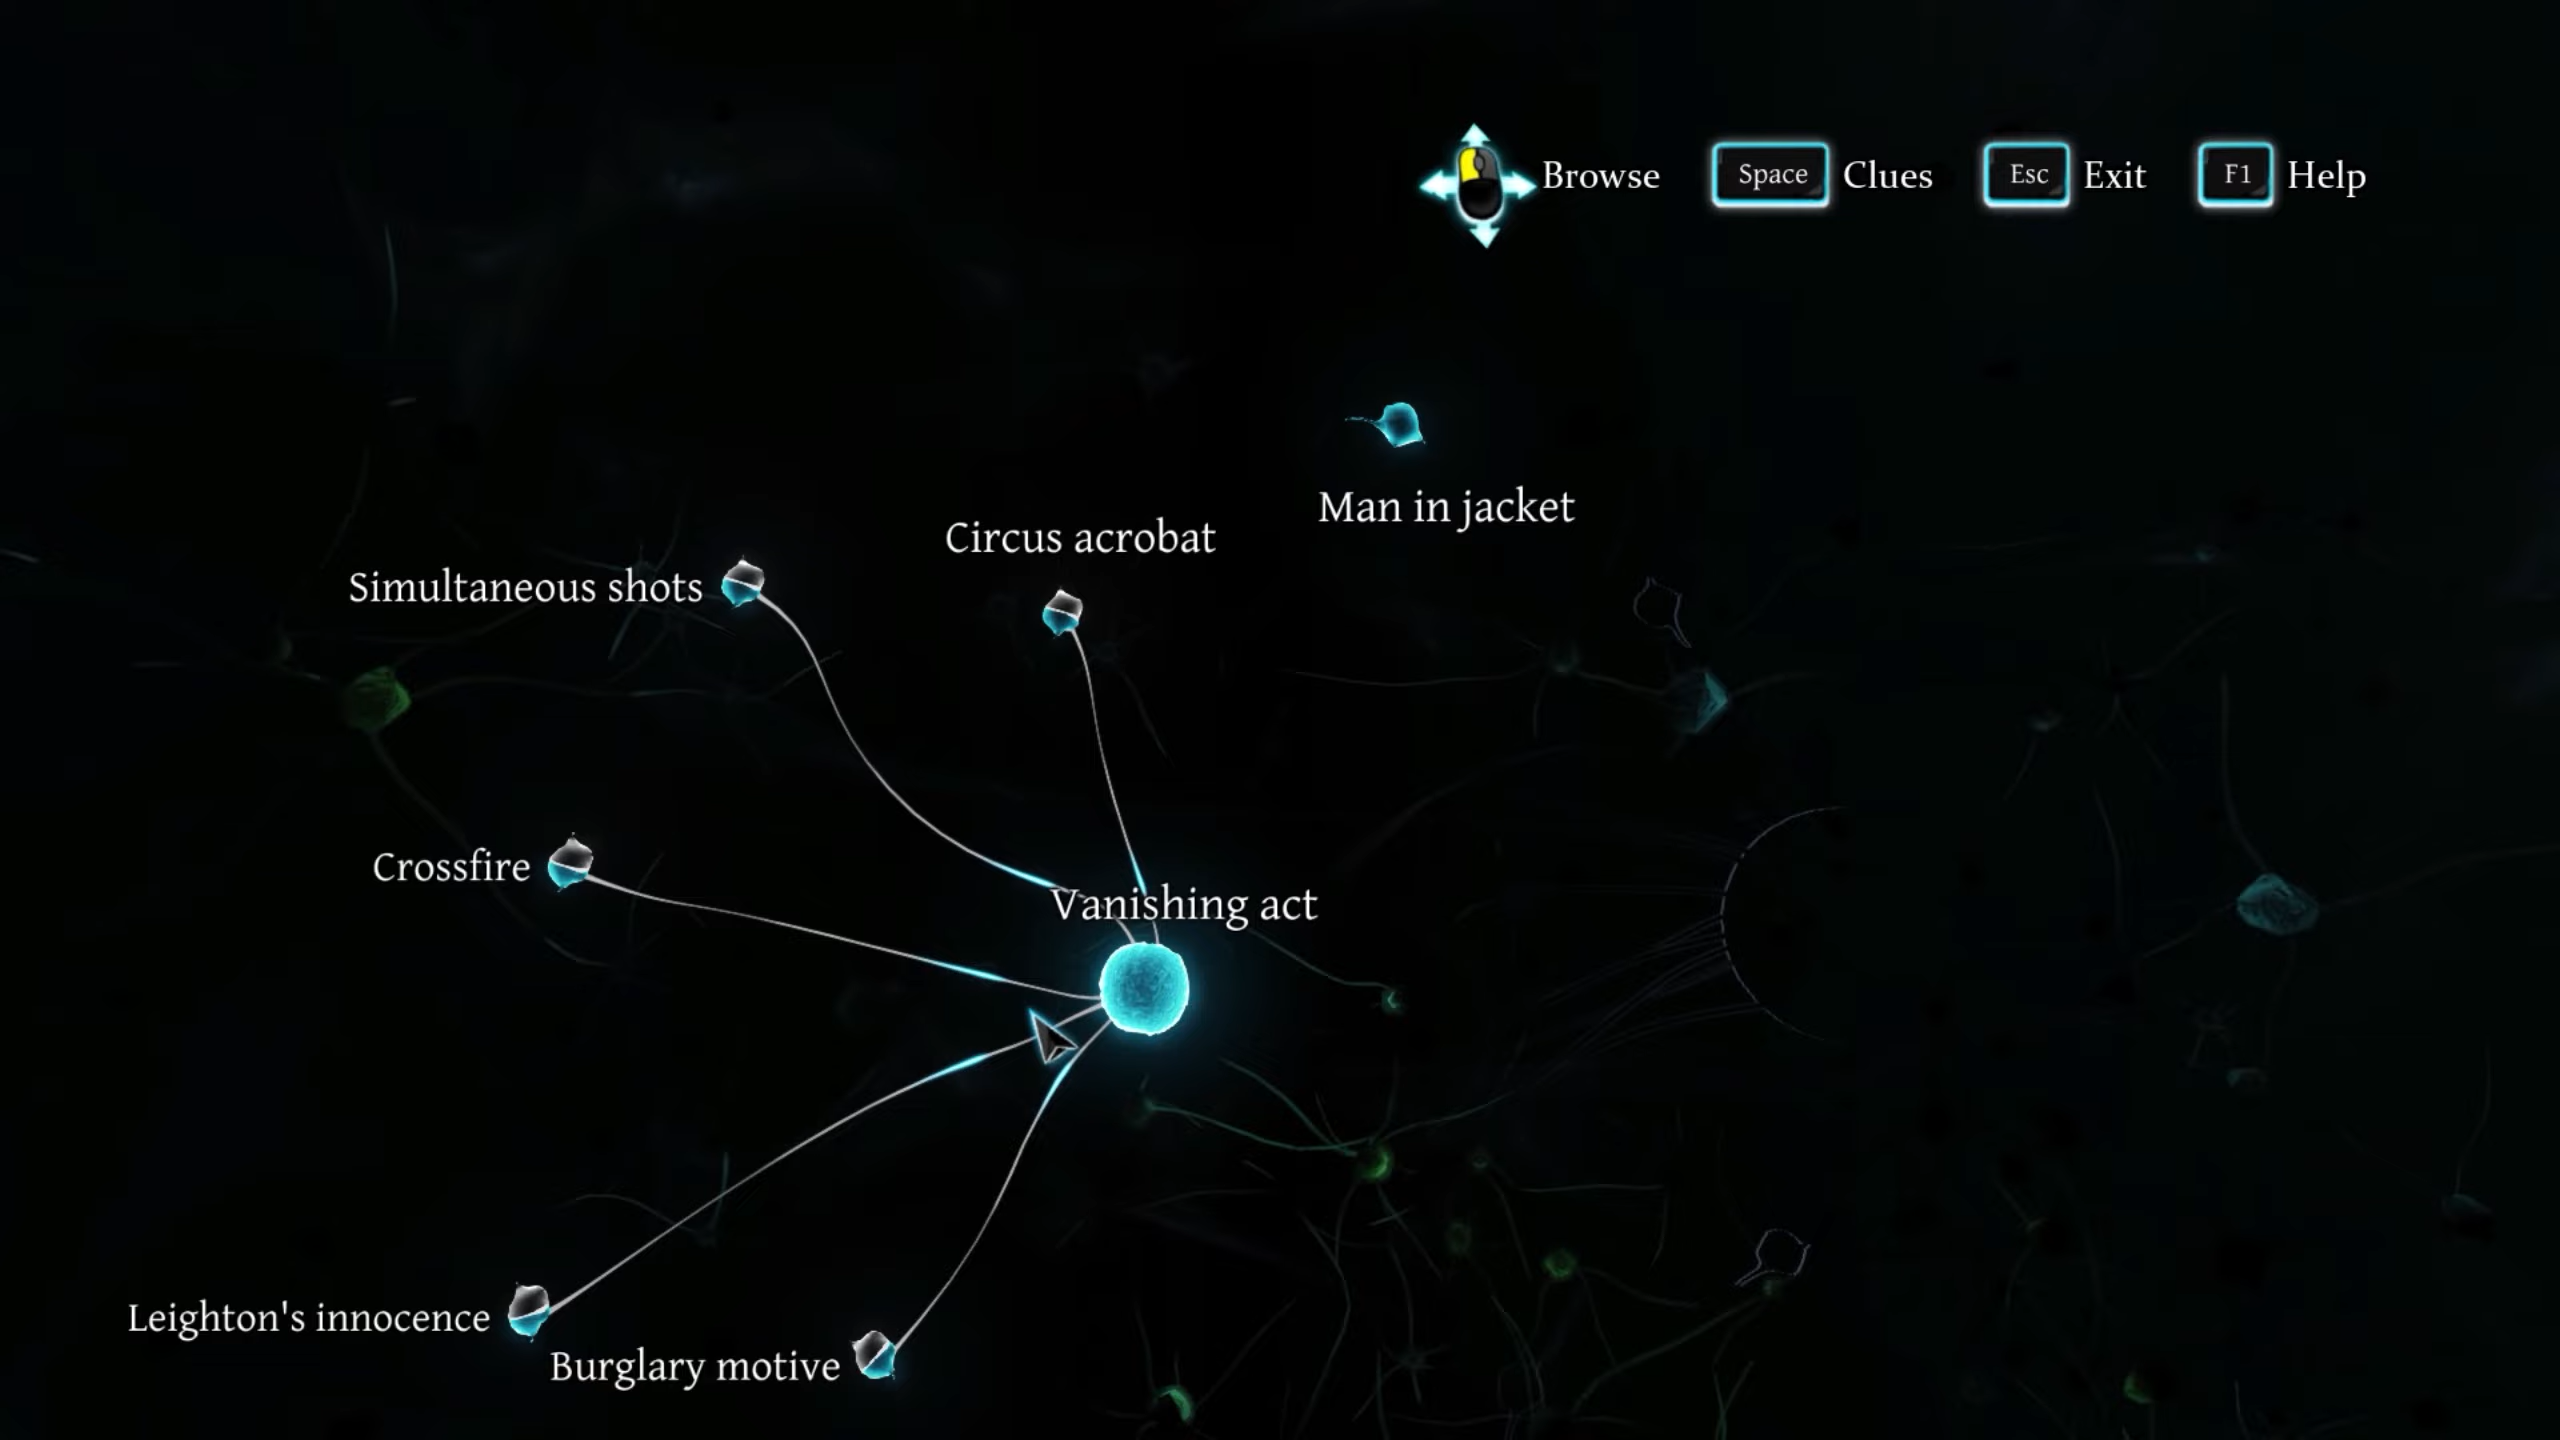 Browse
Space
Clues
Esc
Exit
F1
Help
Man in jacket
Circus acrobat
Simultaneous shots
Crossfire
Vanishing act
Leighton's innocence
Burglary motive